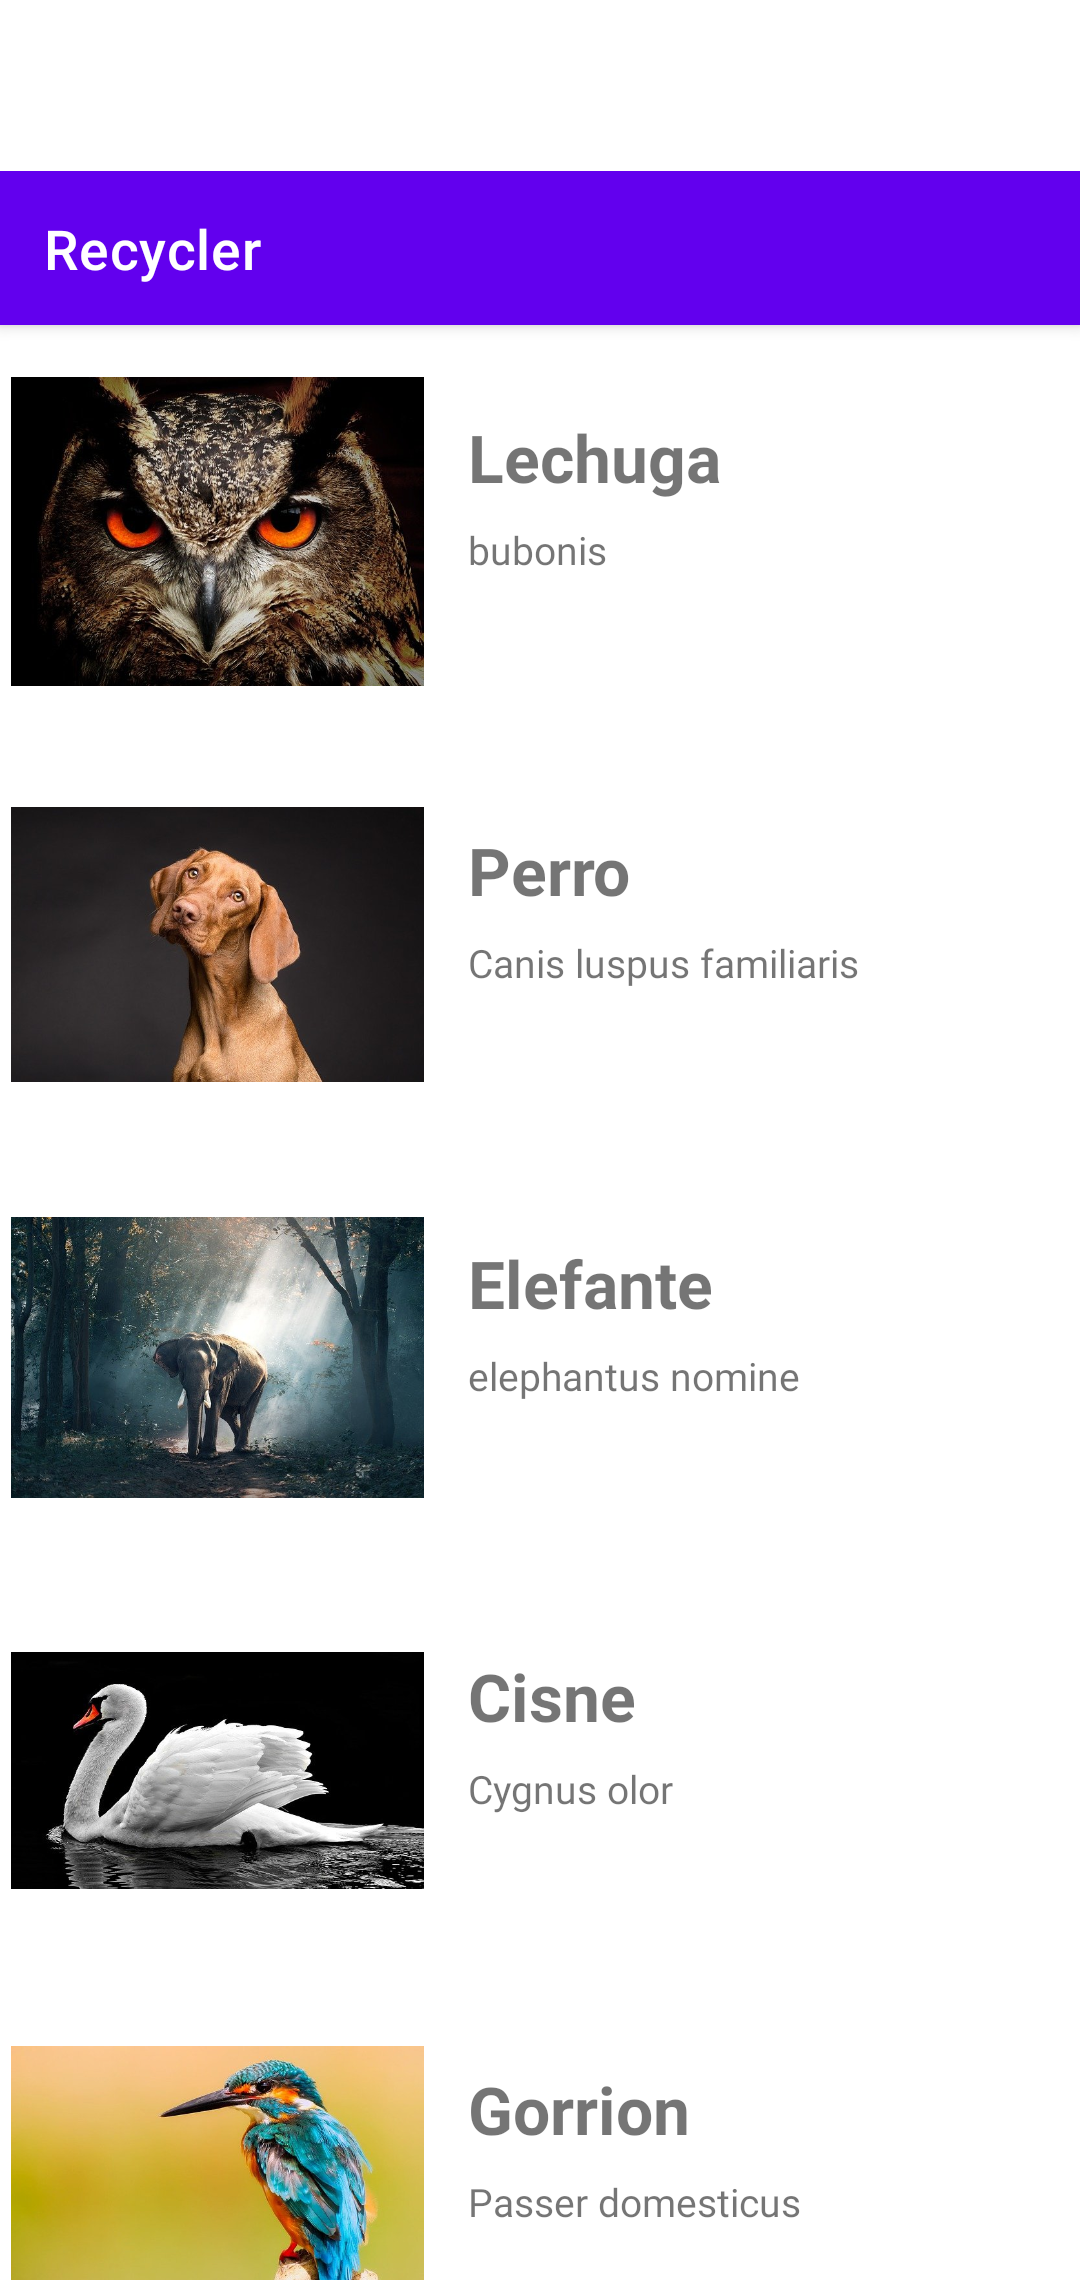 Recycler
Lechuga
bubonis
Perro
Canis luspus familiaris
Elefante
elephantus nomine
Cisne
Cygnus olor
Gorrion
Passer domesticus